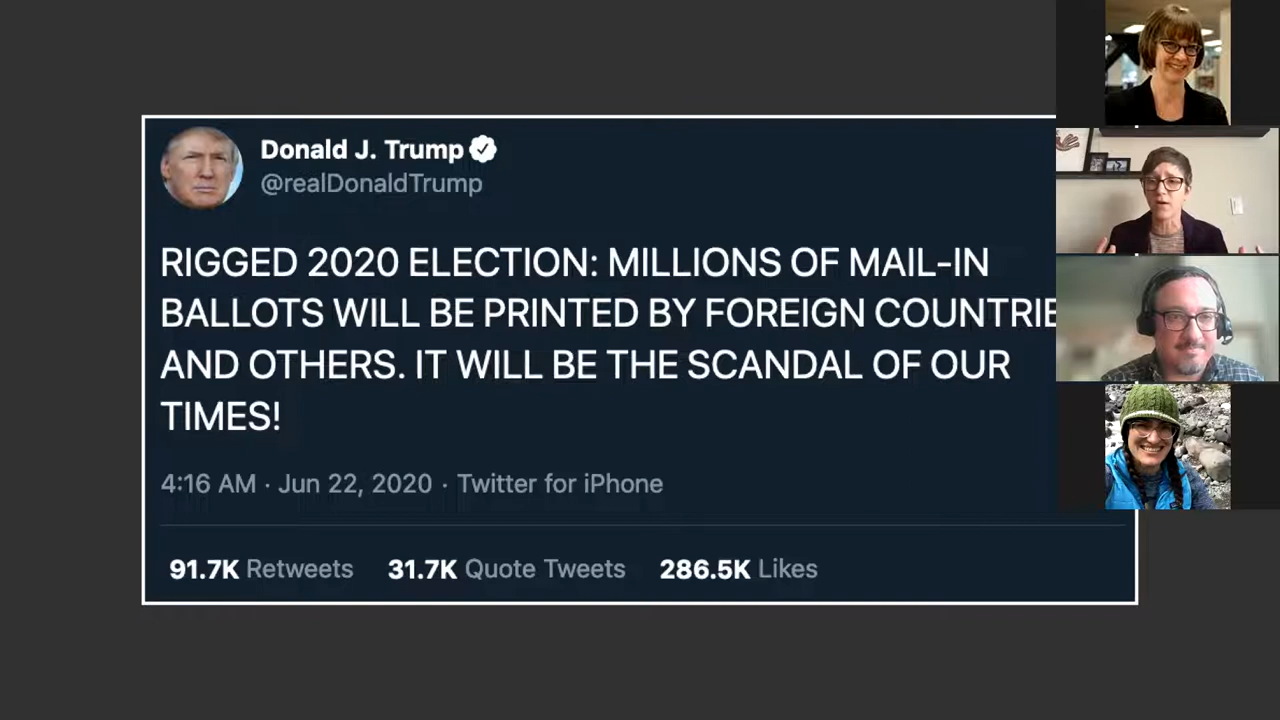 Donald J. Trump
@realDonaldTrump
RIGGED 2020 ELECTION: MILLIONS OF MAIL-IN
BALLOTS WILL BE PRINTED BY FOREIGN COUNTRIE
AND OTHERS. IT WILL BE THE SCANDAL OF OUR
TIMES!
4:16 AM · Jun 22, 2020 · Twitter for iPhone
91.7K Retweets 31.7K Quote Tweets 286.5K Likes